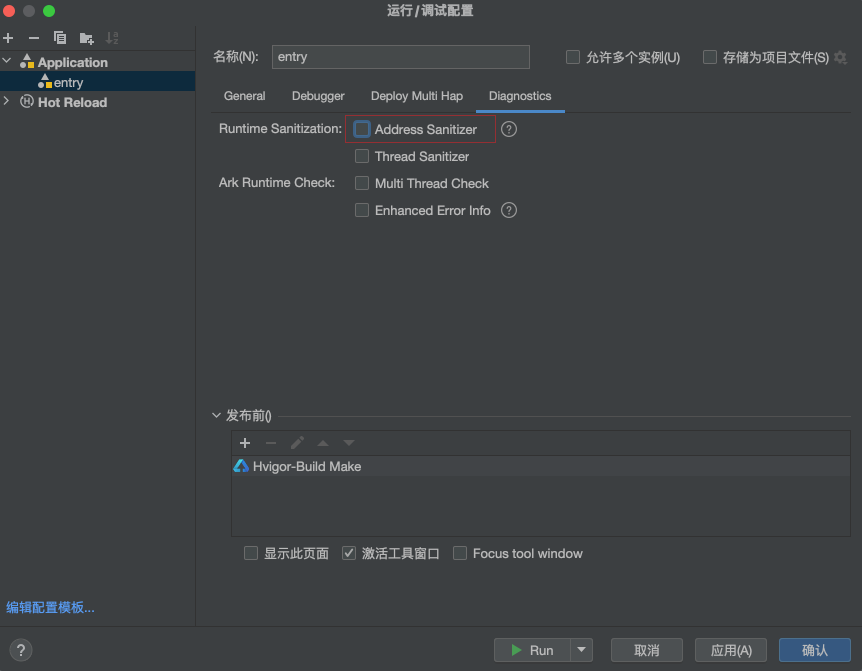 运行/调试配置
Application
entry
Hot Reload
编辑配置模板...
名称(N): entry 允许多个实例(U) 存储为项目文件(S)
General Debugger Deploy Multi Hap Diagnostics
Runtime Sanitization: Address Sanitizer ?
Thread Sanitizer
Ark Runtime Check: Multi Thread Check
Enhanced Error Info ?
发布前()
Hvigor-Build Make
显示此页面 激活工具窗口 Focus tool window
? Run 取消 应用(A) 确认